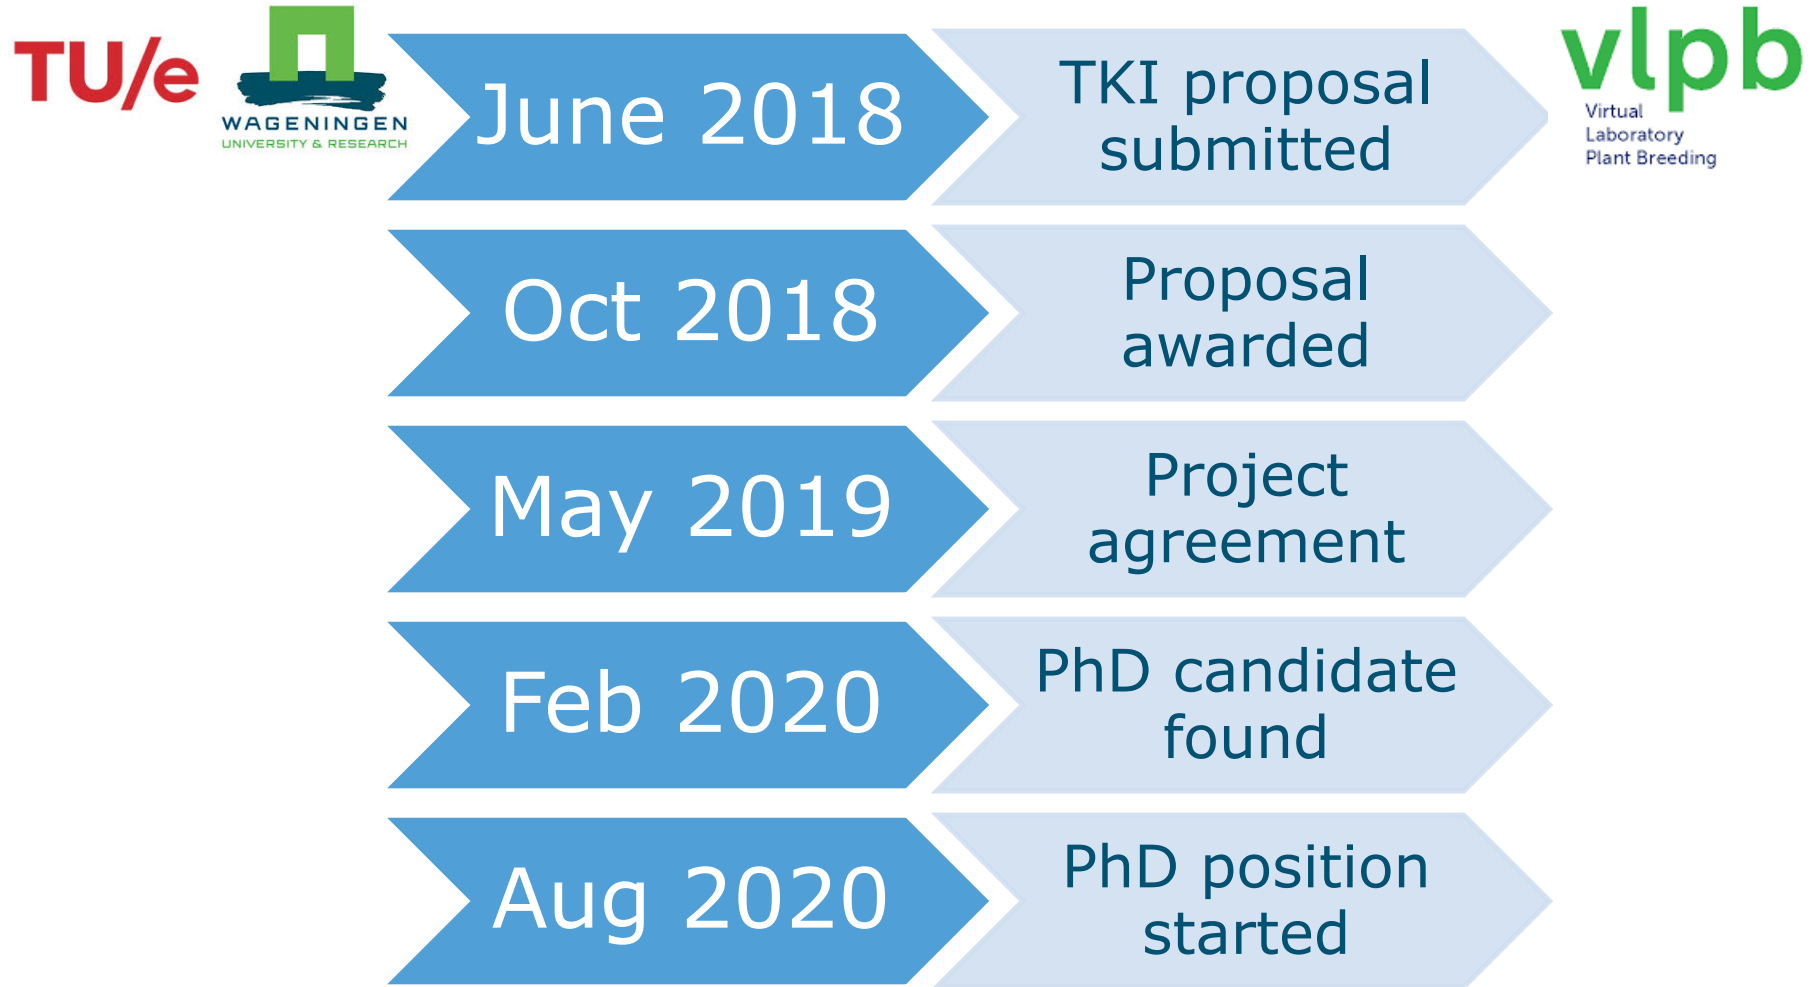 TU/e
WAGENINGEN
UNIVERSITY & RESEARCH
vlpb
Virtual
Laboratory
Plant Breeding
June 2018
TKI proposal
submitted
Oct 2018
Proposal
awarded
May 2019
Project
agreement
Feb 2020
PhD candidate
found
Aug 2020
PhD position
started